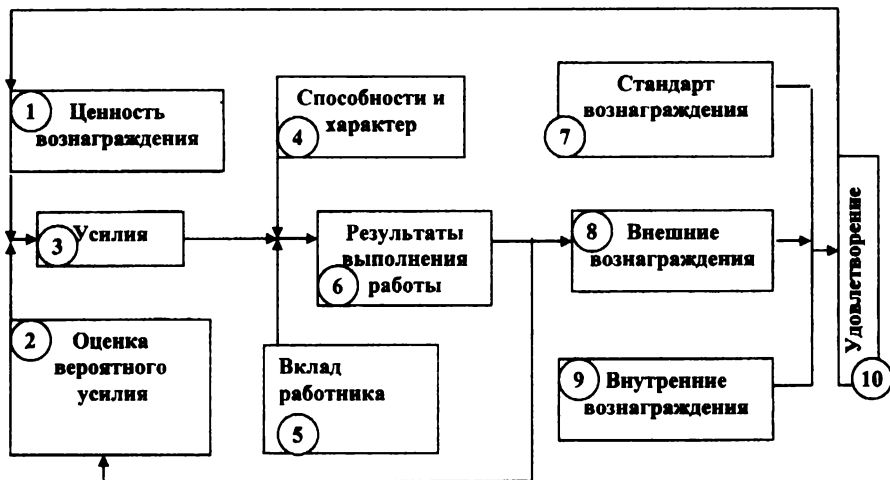 1
Ценность
вознаграждения
Способности и
характер
4
Стандарт
вознаграждения
7
Усилия
3
Результаты
выполнения
работы
6
8
Внешние
вознаграждения
Удовлетворение
10
2
Оценка
вероятного
усилия
Вклад
работника
5
9
Внутренние
вознаграждения